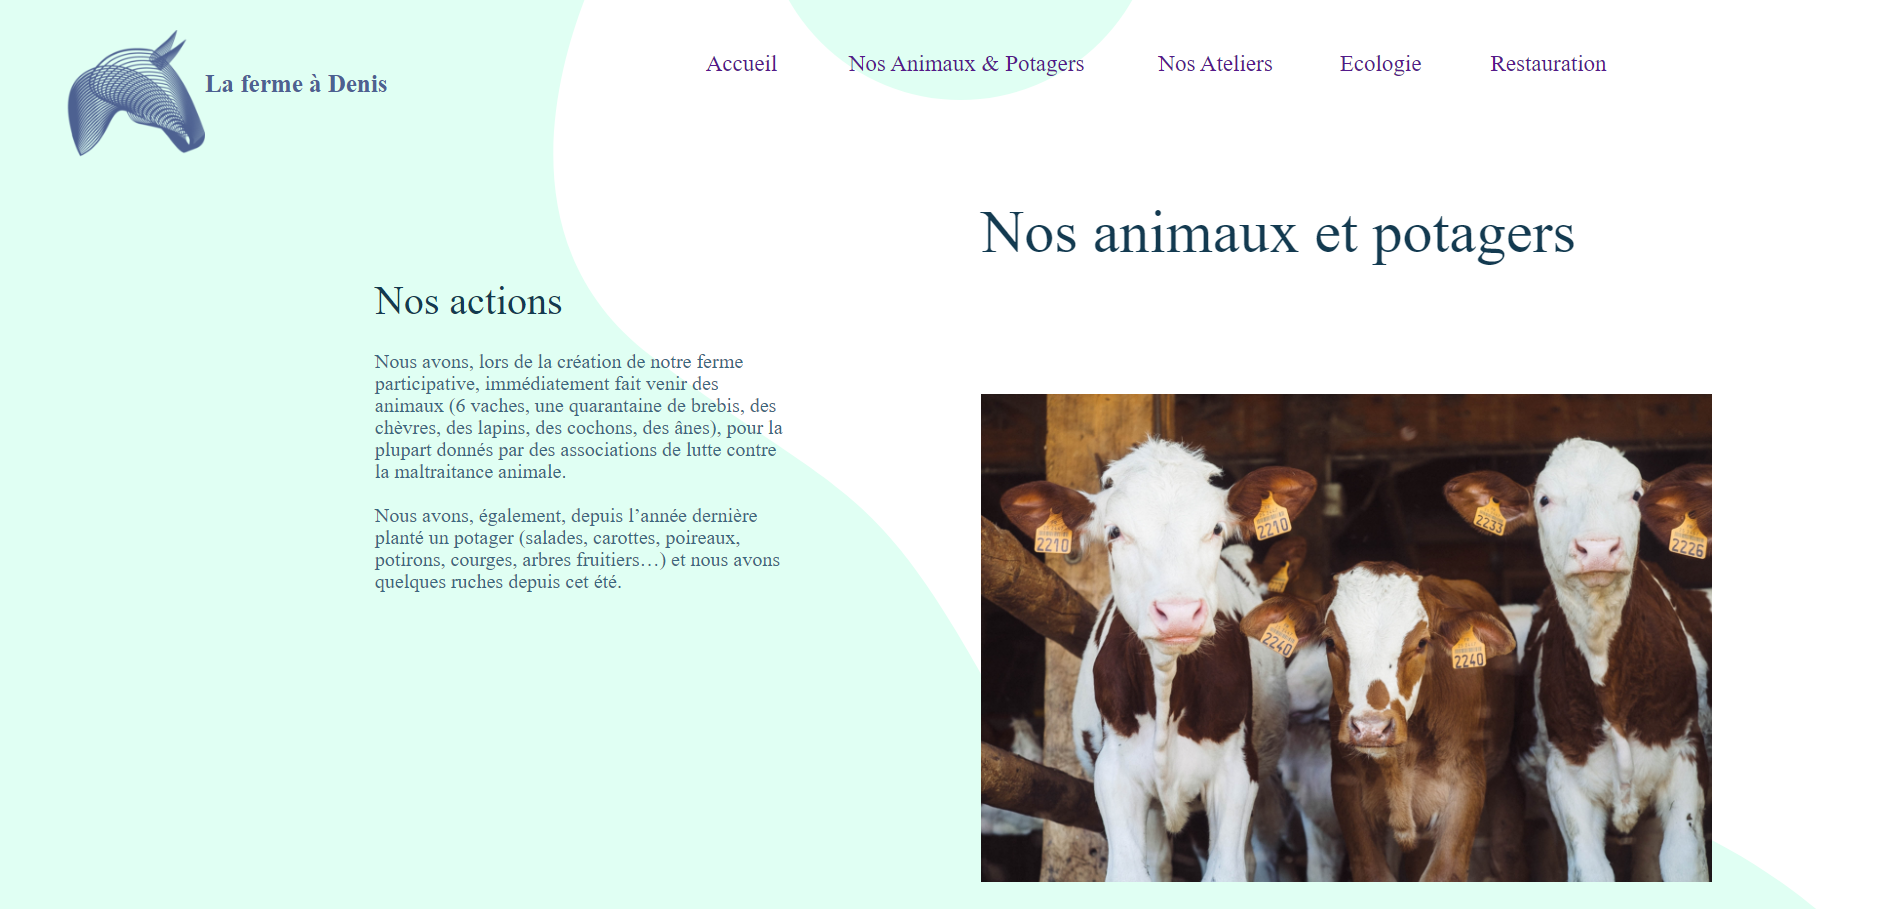 La ferme à Denis
Accueil
Nos Animaux & Potagers
Nos Ateliers
Ecologie
Restauration
Nos animaux et potagers
Nos actions
Nous avons, lors de la création de notre ferme
participative, immédiatement fait venir des
animaux (6 vaches, une quarantaine de brebis, des
chèvres, des lapins, des cochons, des ânes), pour la
plupart donnés par des associations de lutte contre
la maltraitance animale.
Nous avons, également, depuis l’année dernière
planté un potager (salades, carottes, poireaux,
potirons, courges, arbres fruitiers…) et nous avons
quelques ruches depuis cet été.
2210
2210
2233
2226
2240
2240